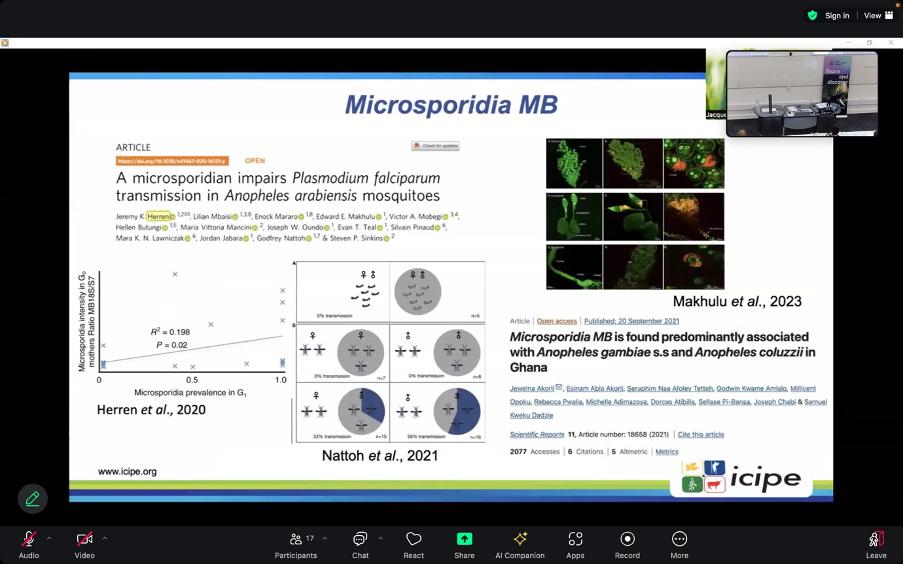 Sign in
View
Share
and
discover
Jacque
Microsporidia MB
ARTICLE
Check for updates
https://doi.org/10.1038/s41467-020-16121-y OPEN
A microsporidian impairs Plasmodium falciparum
transmission in Anopheles arabiensis mosquitoes
Jeremy K. Herren 1,2✉, Lilian Mbaisi 1,3,8, Enock Mararo 1,8, Edward E. Makhulu 1, Victor A. Mobegi 3,4,
Hellen Butungi 1,5, Maria Vittoria Mancini 2, Joseph W. Oundo 1, Evan T. Teal 1, Silvain Pinaud 6,
Mara K. N. Lawniczak 6, Jordan Jabara 1, Godfrey Nattoh 1,7 & Steven P. Sinkins 2
Microsporidia intensity in G0
mothers Ratio MB18S/S7
R² = 0.198
P = 0.02
0 0.5 1.0
Microsporidia prevalence in G1
Herren et al., 2020
A
0% transmission
n=5
B
0% transmission n=7
0% transmission n=8
33% transmission n=15
56% transmission n=16
Nattoh et al., 2021
Makhulu et al., 2023
Article | Open access | Published: 20 September 2021
Microsporidia MB is found predominantly associated
with Anopheles gambiae s.s and Anopheles coluzzii in
Ghana
Jewelna Akorli, Esinam Abla Akorli, Seraphim Naa Afoley Tetteh, Godwin Kwame Amlalo, Millicent
Opoku, Rebecca Pwalia, Michelle Adimazoya, Dorcas Atibilla, Sellase Pi-Bansa, Joseph Chabi & Samuel
Kweku Dadzie
Scientific Reports 11, Article number: 18658 (2021) | Cite this article
2077 Accesses | 6 Citations | 5 Altmetric | Metrics
www.icipe.org
icipe
Audio
Video
Participants
17
Chat
React
Share
AI Companion
Apps
Record
More
Leave